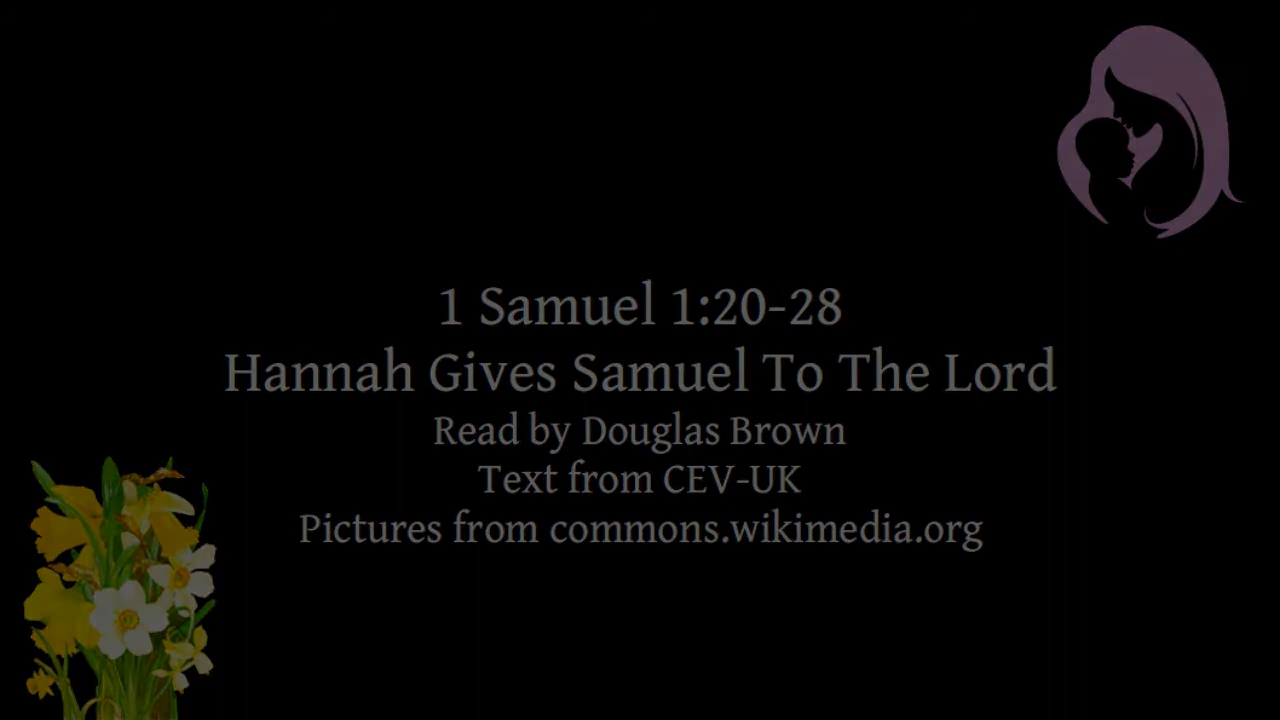 1 Samuel 1:20-28
Hannah Gives Samuel To The Lord
Read by Douglas Brown
Text from CEV-UK
Pictures from commons.wikimedia.org